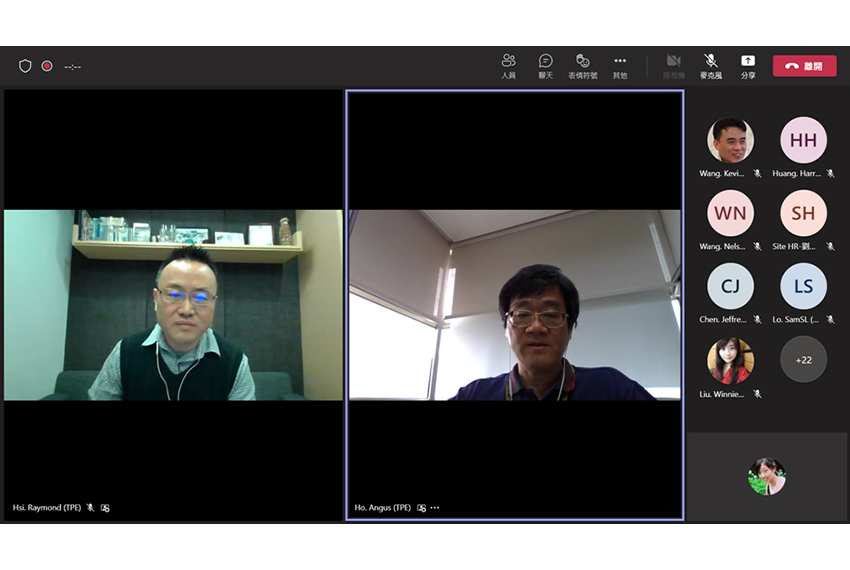 --:--
人員
聊天
表情符號
其他
照相機
麥克風
分享
離開
Hsi. Raymond (TPE)
Ho. Angus (TPE)
Wang. Kevi...
HH
Huang. Harr...
WN
Wang. Nels...
SH
Site HR-劉...
CJ
Chen. Jeffre...
LS
Lo. SamSL (...
Liu. Winnie...
+22